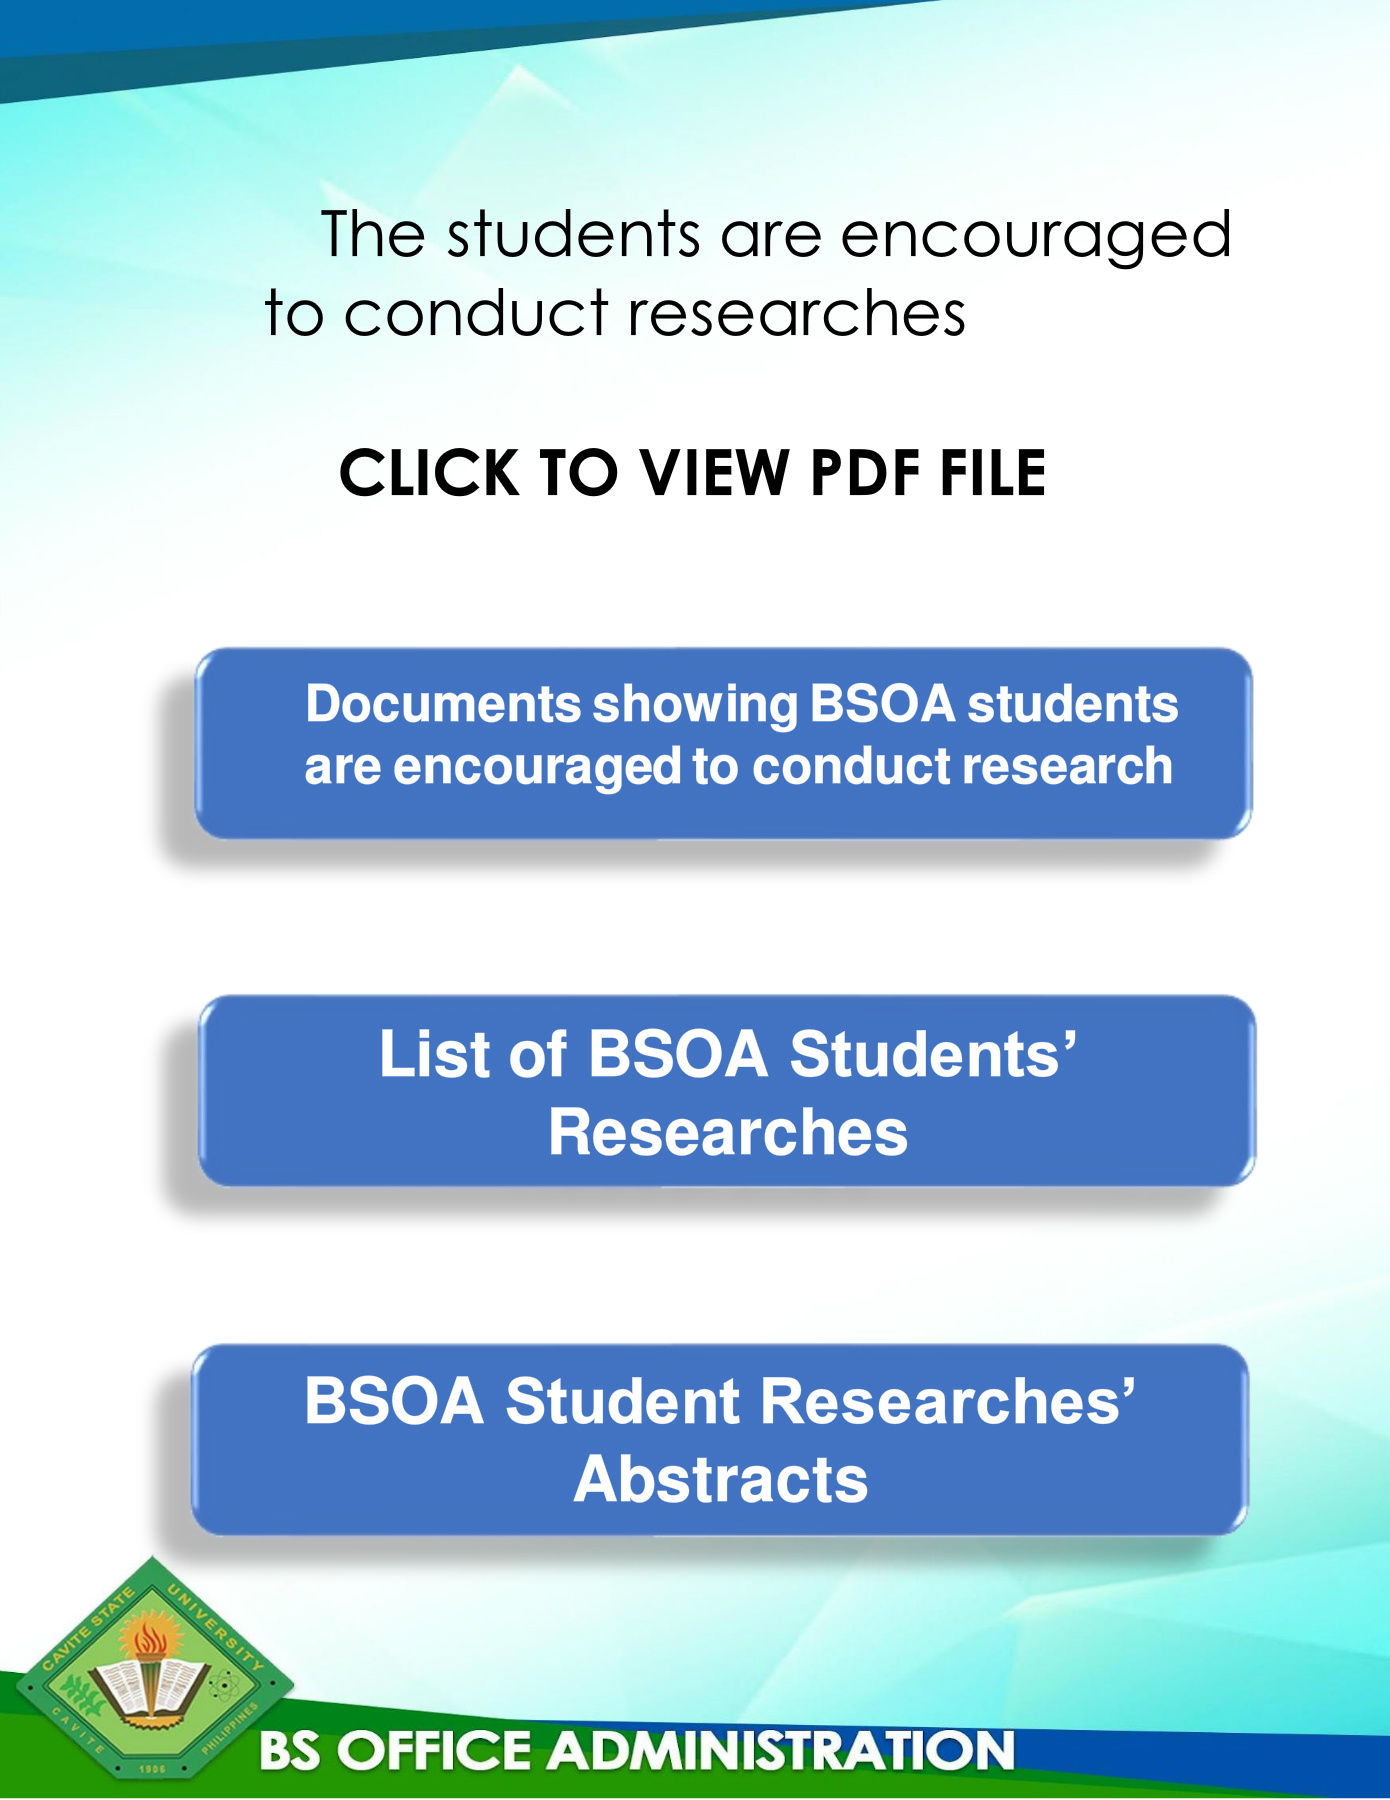 The students are encouraged
to conduct researches
CLICK TO VIEW PDF FILE
Documents showing BSOA students
are encouraged to conduct research
List of BSOA Students’
Researches
BSOA Student Researches’
Abstracts
CAVITE STATE UNIVERSITY
CAVITE PHILIPPINES
1906
BS OFFICE ADMINISTRATION